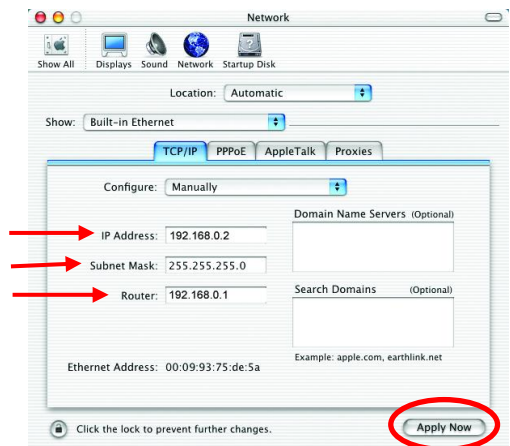 Network
Show All Displays Sound Network Startup Disk
Location: Automatic
Show: Built-in Ethernet
TCP/IP PPPoE AppleTalk Proxies
Configure: Manually
Domain Name Servers (Optional)
IP Address: 192.168.0.2
Subnet Mask: 255.255.255.0
Router: 192.168.0.1
Search Domains (Optional)
Example: apple.com, earthlink.net
Ethernet Address: 00:09:93:75:de:5a
Click the lock to prevent further changes.
Apply Now